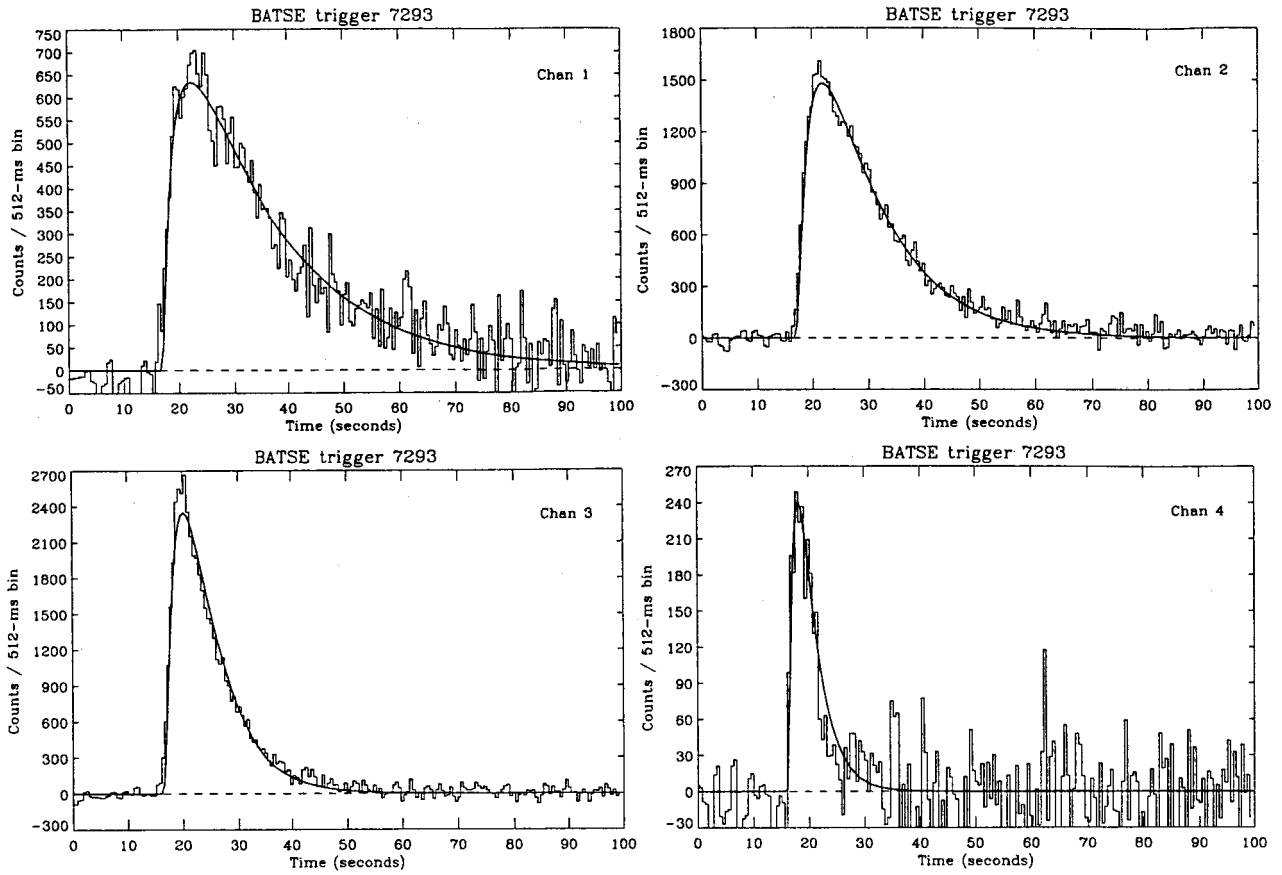 BATSE trigger 7293
Chan 1
Counts / 512-ms bin
750
700
650
600
550
500
450
400
350
300
250
200
150
100
50
0
-50
0 10 20 30 40 50 60 70 80 90 100
Time (seconds)
BATSE trigger 7293
Chan 2
Counts / 512-ms bin
1800
1500
1200
900
600
300
0
-300
0 10 20 30 40 50 60 70 80 90 100
Time (seconds)
BATSE trigger 7293
Chan 3
Counts / 512-ms bin
2700
2400
2100
1800
1500
1200
900
600
300
0
-300
0 10 20 30 40 50 60 70 80 90 100
Time (seconds)
BATSE trigger 7293
Chan 4
Counts / 512-ms bin
270
240
210
180
150
120
90
60
30
0
-30
0 10 20 30 40 50 60 70 80 90 100
Time (seconds)